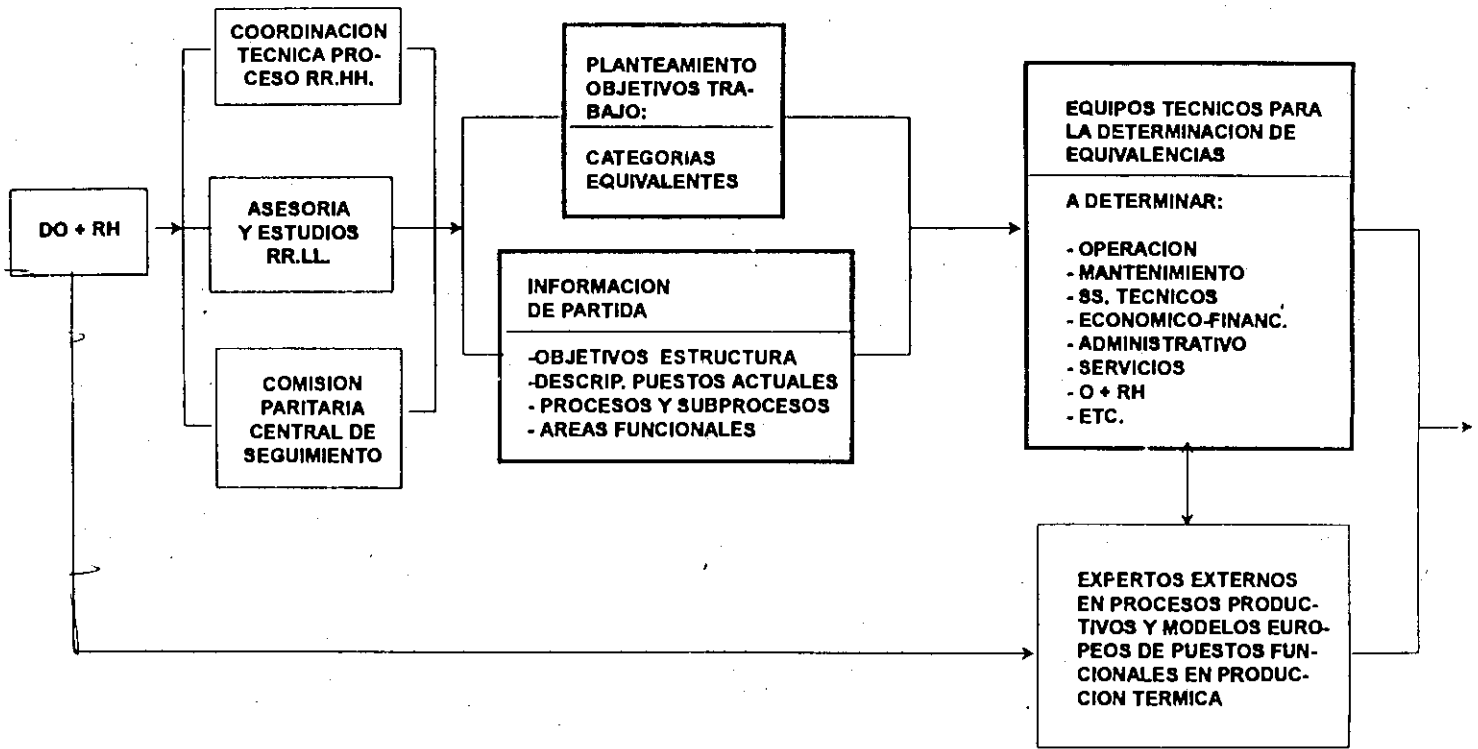 DO + RH
COORDINACION
TECNICA PRO-
CESO RR.HH.
ASESORIA
Y ESTUDIOS
RR.LL.
COMISION
PARITARIA
CENTRAL DE
SEGUIMIENTO
PLANTEAMIENTO
OBJETIVOS TRA-
BAJO:
CATEGORIAS
EQUIVALENTES
INFORMACION
DE PARTIDA
-OBJETIVOS ESTRUCTURA
-DESCRIP. PUESTOS ACTUALES
- PROCESOS Y SUBPROCESOS
- AREAS FUNCIONALES
EQUIPOS TECNICOS PARA
LA DETERMINACION DE
EQUIVALENCIAS
A DETERMINAR:
- OPERACION
- MANTENIMIENTO
- SS. TECNICOS
- ECONOMICO-FINANC.
- ADMINISTRATIVO
- SERVICIOS
- O + RH
- ETC.
EXPERTOS EXTERNOS
EN PROCESOS PRODUC-
TIVOS Y MODELOS EURO-
PEOS DE PUESTOS FUN-
CIONALES EN PRODUC-
CION TERMICA